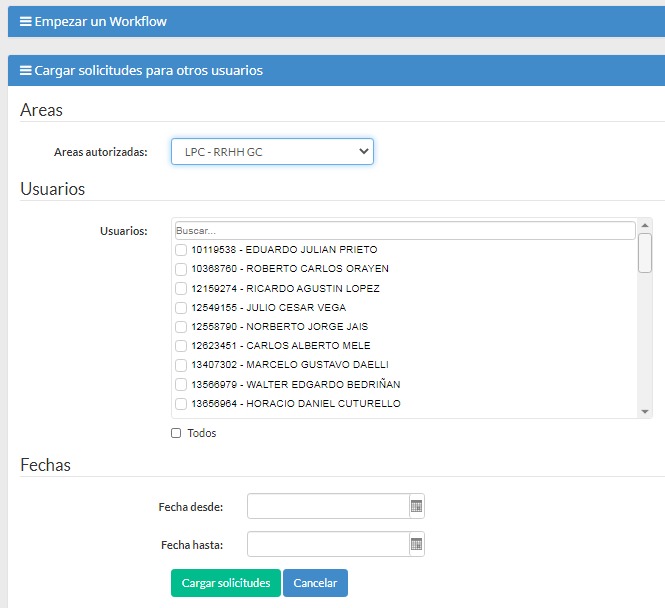 Empezar un Workflow
Cargar solicitudes para otros usuarios
Areas
Areas autorizadas:
LPC - RRHH GC
Usuarios
Usuarios:
Buscar...
10119538 - EDUARDO JULIAN PRIETO
10368760 - ROBERTO CARLOS ORAYEN
12159274 - RICARDO AGUSTIN LOPEZ
12549155 - JULIO CESAR VEGA
12558790 - NORBERTO JORGE JAIS
12623451 - CARLOS ALBERTO MELE
13407302 - MARCELO GUSTAVO DAELLI
13566979 - WALTER EDGARDO BEDRIÑAN
13656964 - HORACIO DANIEL CUTURELLO
Todos
Fechas
Fecha desde:
Fecha hasta:
Cargar solicitudes
Cancelar